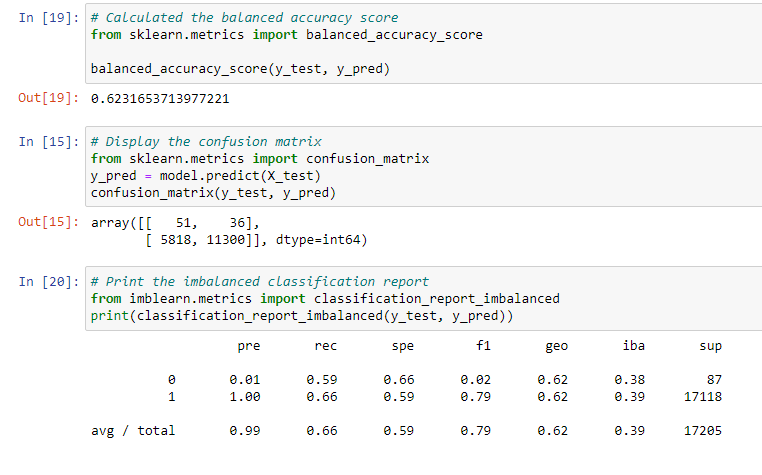 In [19]: # Calculated the balanced accuracy score
from sklearn.metrics import balanced_accuracy_score
balanced_accuracy_score(y_test, y_pred)
Out[19]: 0.6231653713977221
In [15]: # Display the confusion matrix
from sklearn.metrics import confusion_matrix
y_pred = model.predict(X_test)
confusion_matrix(y_test, y_pred)
Out[15]: array([[   51,    36],
       [ 5818, 11300]], dtype=int64)
In [20]: # Print the imbalanced classification report
from imblearn.metrics import classification_report_imbalanced
print(classification_report_imbalanced(y_test, y_pred))
pre rec spe f1 geo iba sup
0 0.01 0.59 0.66 0.02 0.62 0.38 87
1 1.00 0.66 0.59 0.79 0.62 0.39 17118
avg / total 0.99 0.66 0.59 0.79 0.62 0.39 17205